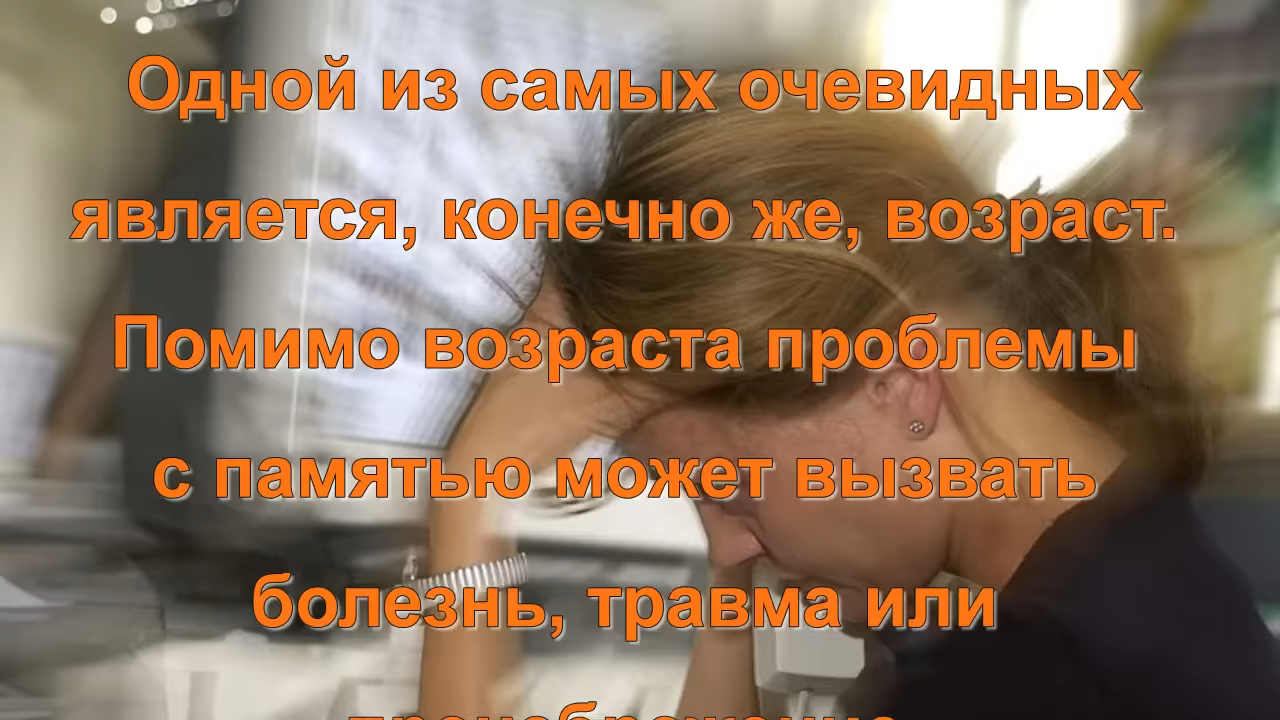 Одной из самых очевидных
является, конечно же, возраст.
Помимо возраста проблемы
с памятью может вызвать
болезнь, травма или